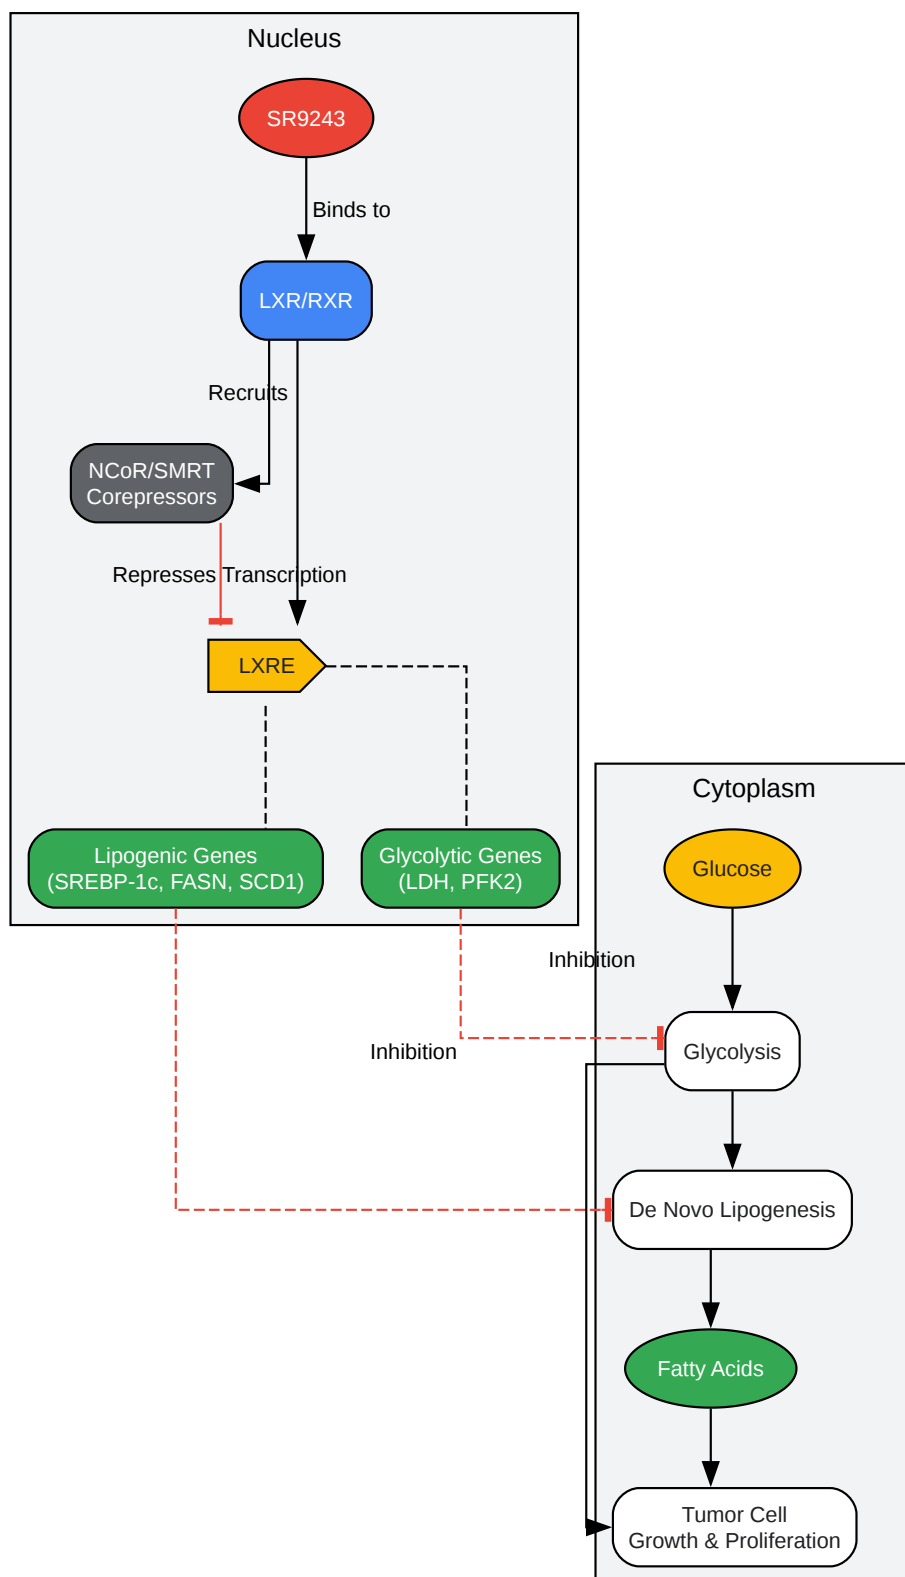 Nucleus
SR9243
Binds to
LXR/RXR
Recruits
NCoR/SMRT
Corepressors
Represses Transcription
LXRE
Lipogenic Genes
(SREBP-1c, FASN, SCD1)
Glycolytic Genes
(LDH, PFK2)
Cytoplasm
Glucose
Inhibition
Glycolysis
Inhibition
De Novo Lipogenesis
Fatty Acids
Tumor Cell
Growth & Proliferation